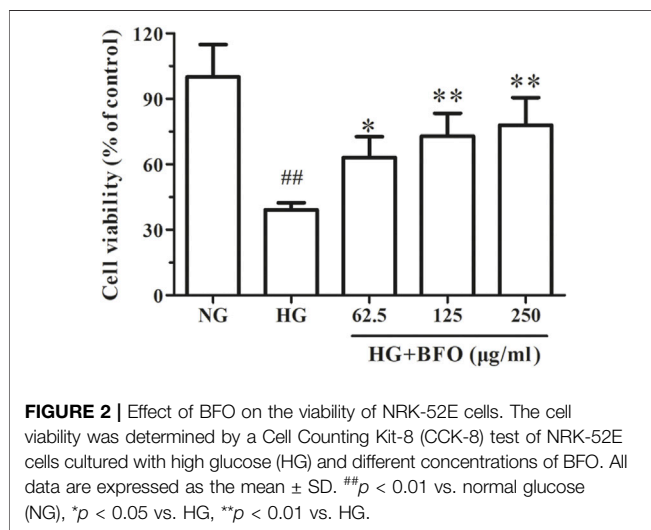 120
90
60
30
0
Cell viability (% of control)
##
*
**
**
NG HG 62.5 125 250
HG+BFO (μg/ml)
FIGURE 2 | Effect of BFO on the viability of NRK-52E cells. The cell
viability was determined by a Cell Counting Kit-8 (CCK-8) test of NRK-52E
cells cultured with high glucose (HG) and different concentrations of BFO. All
data are expressed as the mean ± SD. ##p < 0.01 vs. normal glucose
(NG), *p < 0.05 vs. HG, **p < 0.01 vs. HG.